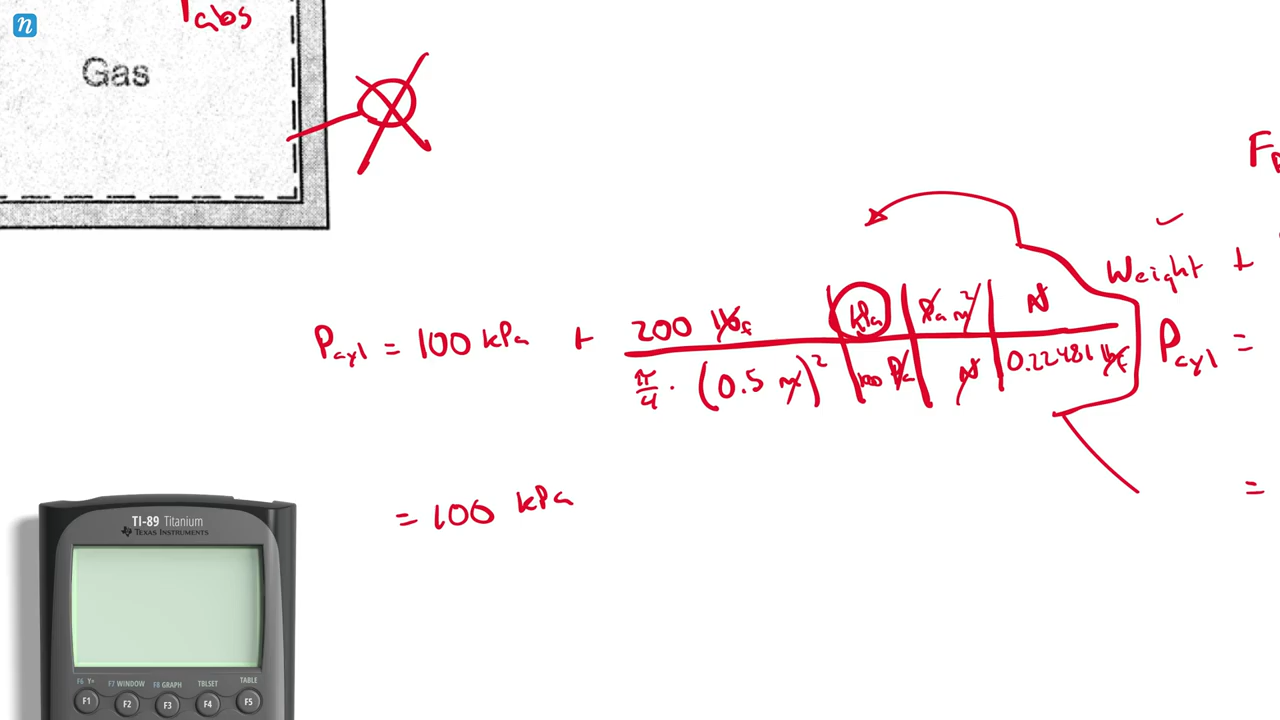 n
abs
Gas
Weight +
P_cyl = 100 kPa + 200 lbf | kPa | Pa m² | N
π/4 · (0.5 m)² | 100 Pa | N | 0.22481 lbf
P_cyl =
= 100 kPa
=
TI-89 Titanium
TEXAS INSTRUMENTS
F6 Y= F7 WINDOW F8 GRAPH TBLSET TABLE
F1 F2 F3 F4 F5